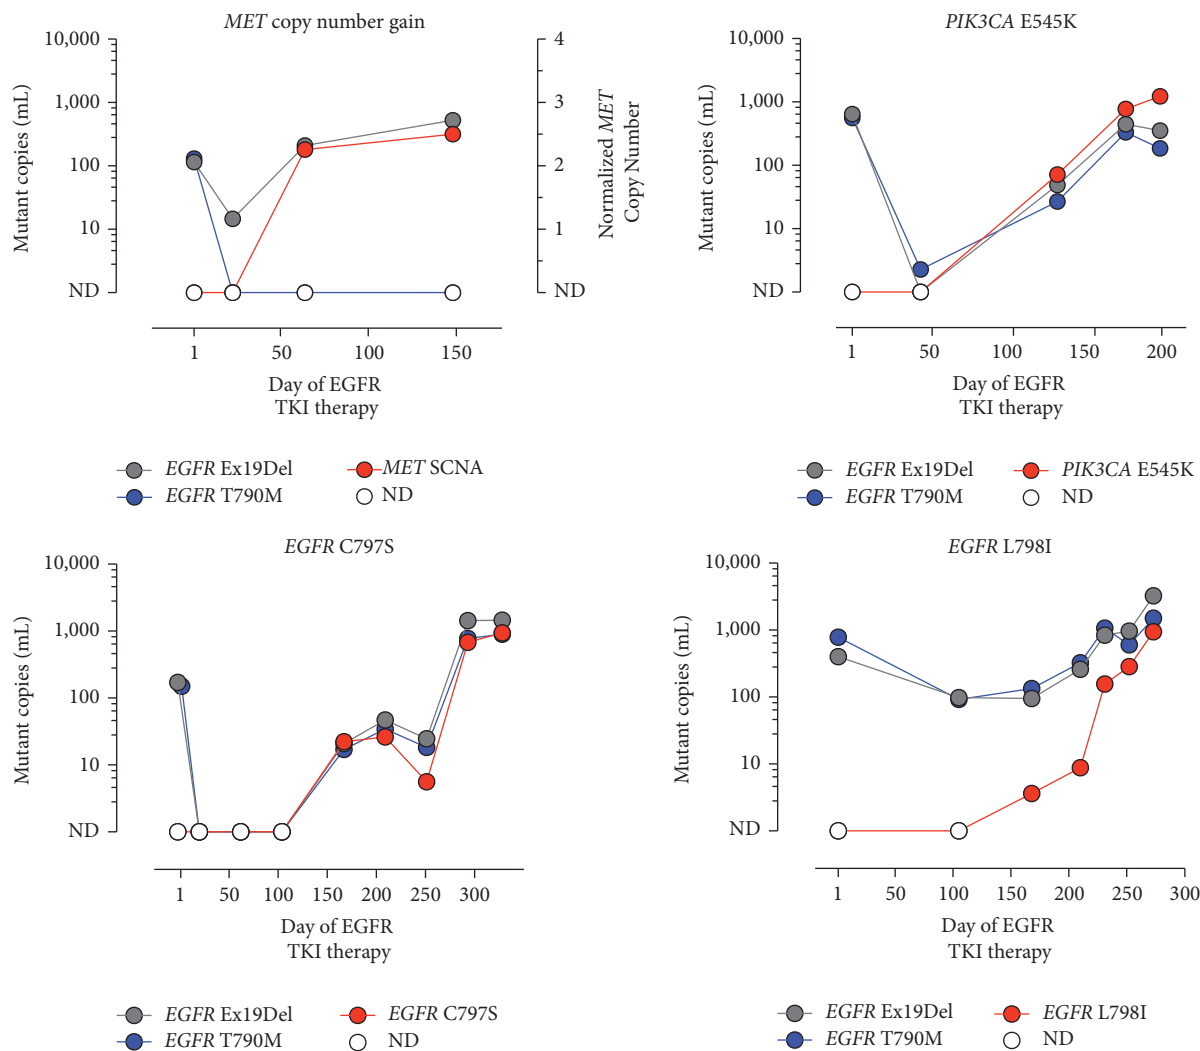 MET copy number gain
10,000
1,000
100
10
ND
Mutant copies (mL)
4
3
2
1
ND
Normalized MET
Copy Number
1
50
100
150
Day of EGFR
TKI therapy
EGFR Ex19Del
MET SCNA
EGFR T790M
ND
PIK3CA E545K
10,000
1,000
100
10
ND
Mutant copies (mL)
1
50
100
150
200
Day of EGFR
TKI therapy
EGFR Ex19Del
PIK3CA E545K
EGFR T790M
ND
EGFR C797S
10,000
1,000
100
10
ND
Mutant copies (mL)
1
50
100
150
200
250
300
Day of EGFR
TKI therapy
EGFR Ex19Del
EGFR C797S
EGFR T790M
ND
EGFR L798I
10,000
1,000
100
10
ND
Mutant copies (mL)
1
50
100
150
200
250
300
Day of EGFR
TKI therapy
EGFR Ex19Del
EGFR L798I
EGFR T790M
ND